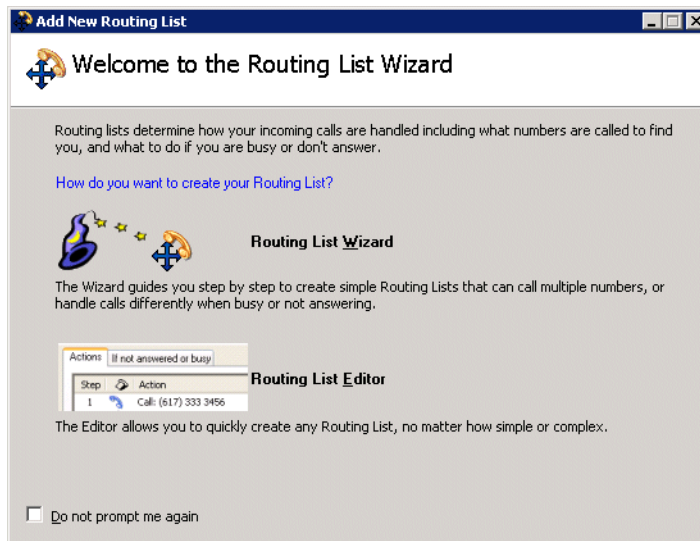 Add New Routing List
Welcome to the Routing List Wizard
Routing lists determine how your incoming calls are handled including what numbers are called to find
you, and what to do if you are busy or don't answer.
How do you want to create your Routing List?
Routing List Wizard
The Wizard guides you step by step to create simple Routing Lists that can call multiple numbers, or
handle calls differently when busy or not answering.
Actions If not answered or busy
Step Action
1 Call: (617) 333 3456
Routing List Editor
The Editor allows you to quickly create any Routing List, no matter how simple or complex.
Do not prompt me again